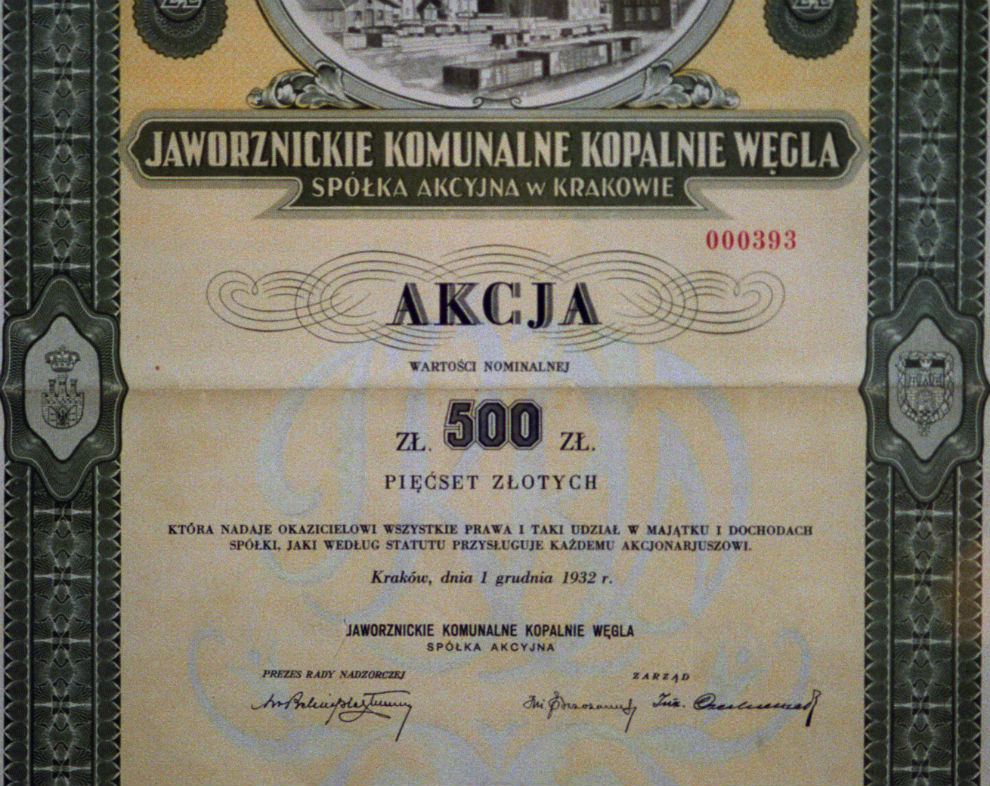 JAWORZNICKIE KOMUNALNE KOPALNIE WĘGLA
SPÓŁKA AKCYJNA w KRAKOWIE
000393
AKCJA
WARTOŚCI NOMINALNEJ
ZŁ. 500 ZŁ.
PIĘĆSET ZŁOTYCH
KTÓRA NADAJE OKAZICIELOWI WSZYSTKIE PRAWA I TAKI UDZIAŁ W MAJĄTKU I DOCHODACH
SPÓŁKI, JAKI WEDŁUG STATUTU PRZYSŁUGUJE KAŻDEMU AKCJONARJUSZOWI.
Kraków, dnia 1 grudnia 1932 r.
JAWORZNICKIE KOMUNALNE KOPALNIE WĘGLA
SPÓŁKA AKCYJNA
PREZES RADY NADZORCZEJ
ZARZĄD
Inż.